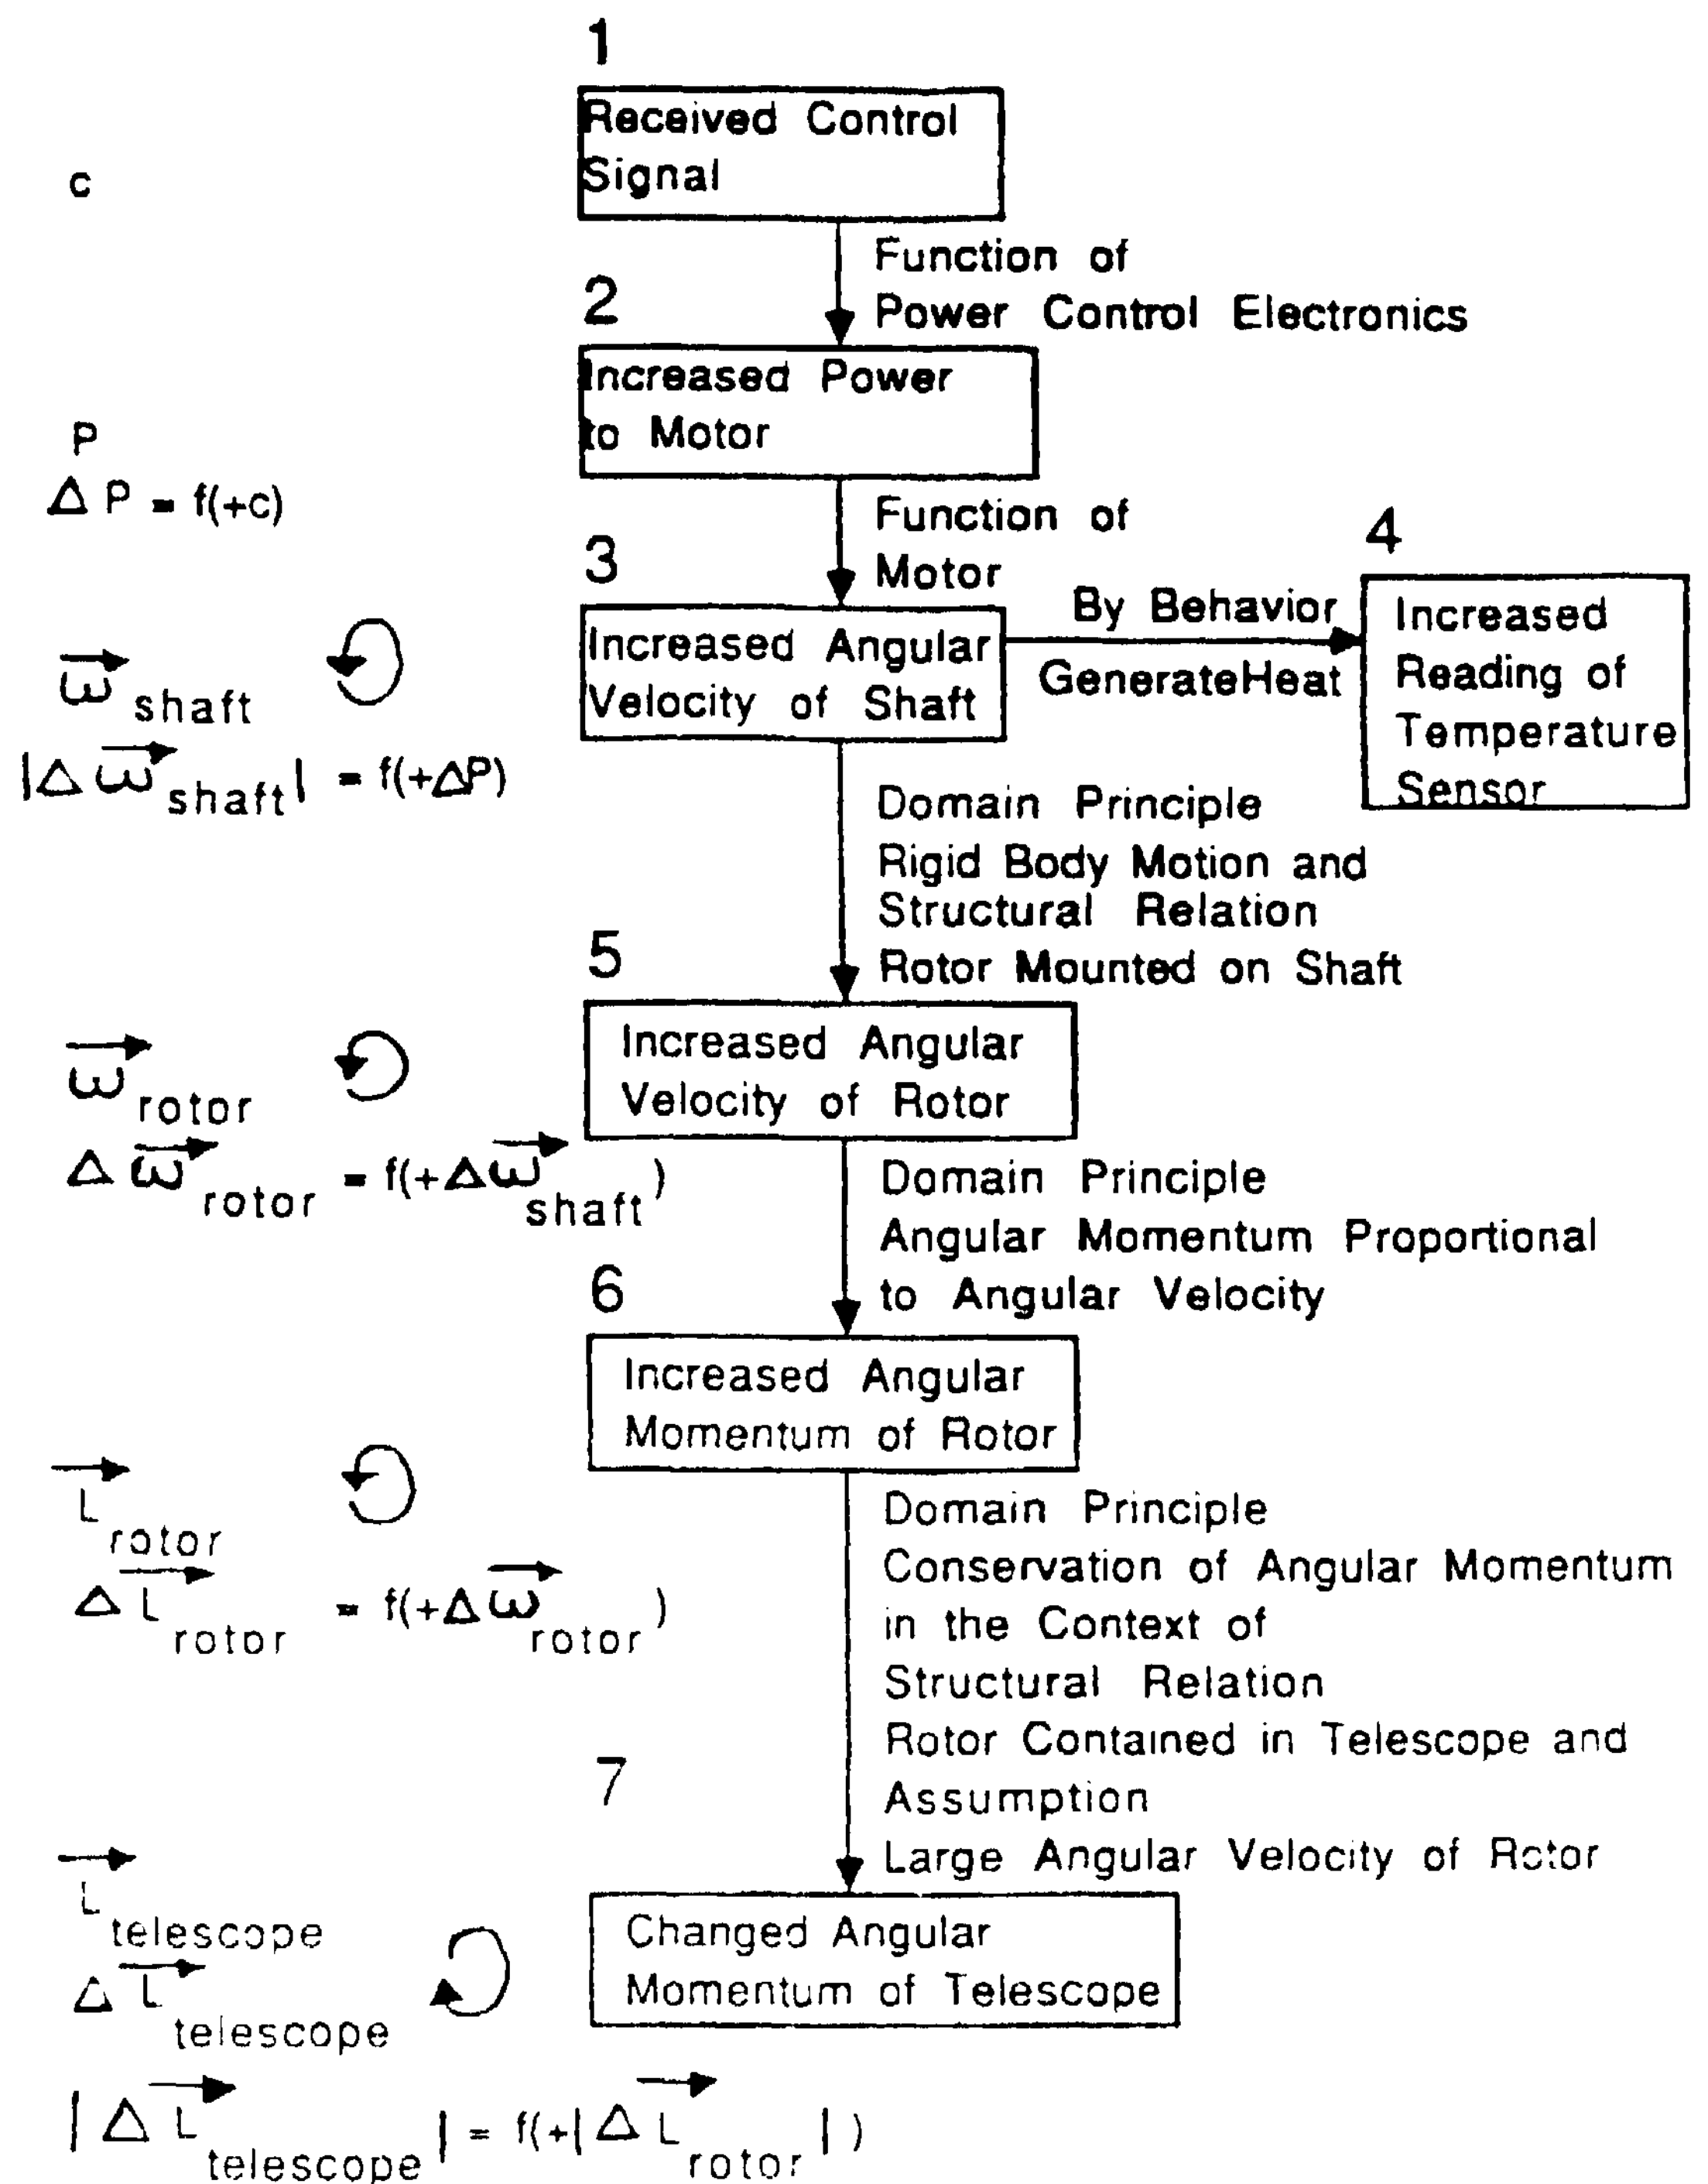 1
Received Control
Signal
c
Function of
Power Control Electronics
2
Increased Power
to Motor
P
Δ P = f(+c)
Function of
Motor
3
Increased Angular
Velocity of Shaft
By Behavior
GenerateHeat
4
Increased
Reading of
Temperature
Sensor
ω shaft
|Δ ω shaft| = f(+ΔP)
Domain Principle
Rigid Body Motion and
Structural Relation
Rotor Mounted on Shaft
5
Increased Angular
Velocity of Rotor
ω rotor
Δ ω rotor = f(+Δω shaft)
Domain Principle
Angular Momentum Proportional
to Angular Velocity
6
Increased Angular
Momentum of Rotor
L rotor
Δ L rotor = f(+Δω rotor)
Domain Principle
Conservation of Angular Momentum
in the Context of
Structural Relation
Rotor Contained in Telescope and
Assumption
Large Angular Velocity of Rotor
7
Changed Angular
Momentum of Telescope
L telescope
Δ L telescope
|Δ L telescope| = f(+|Δ L rotor|)